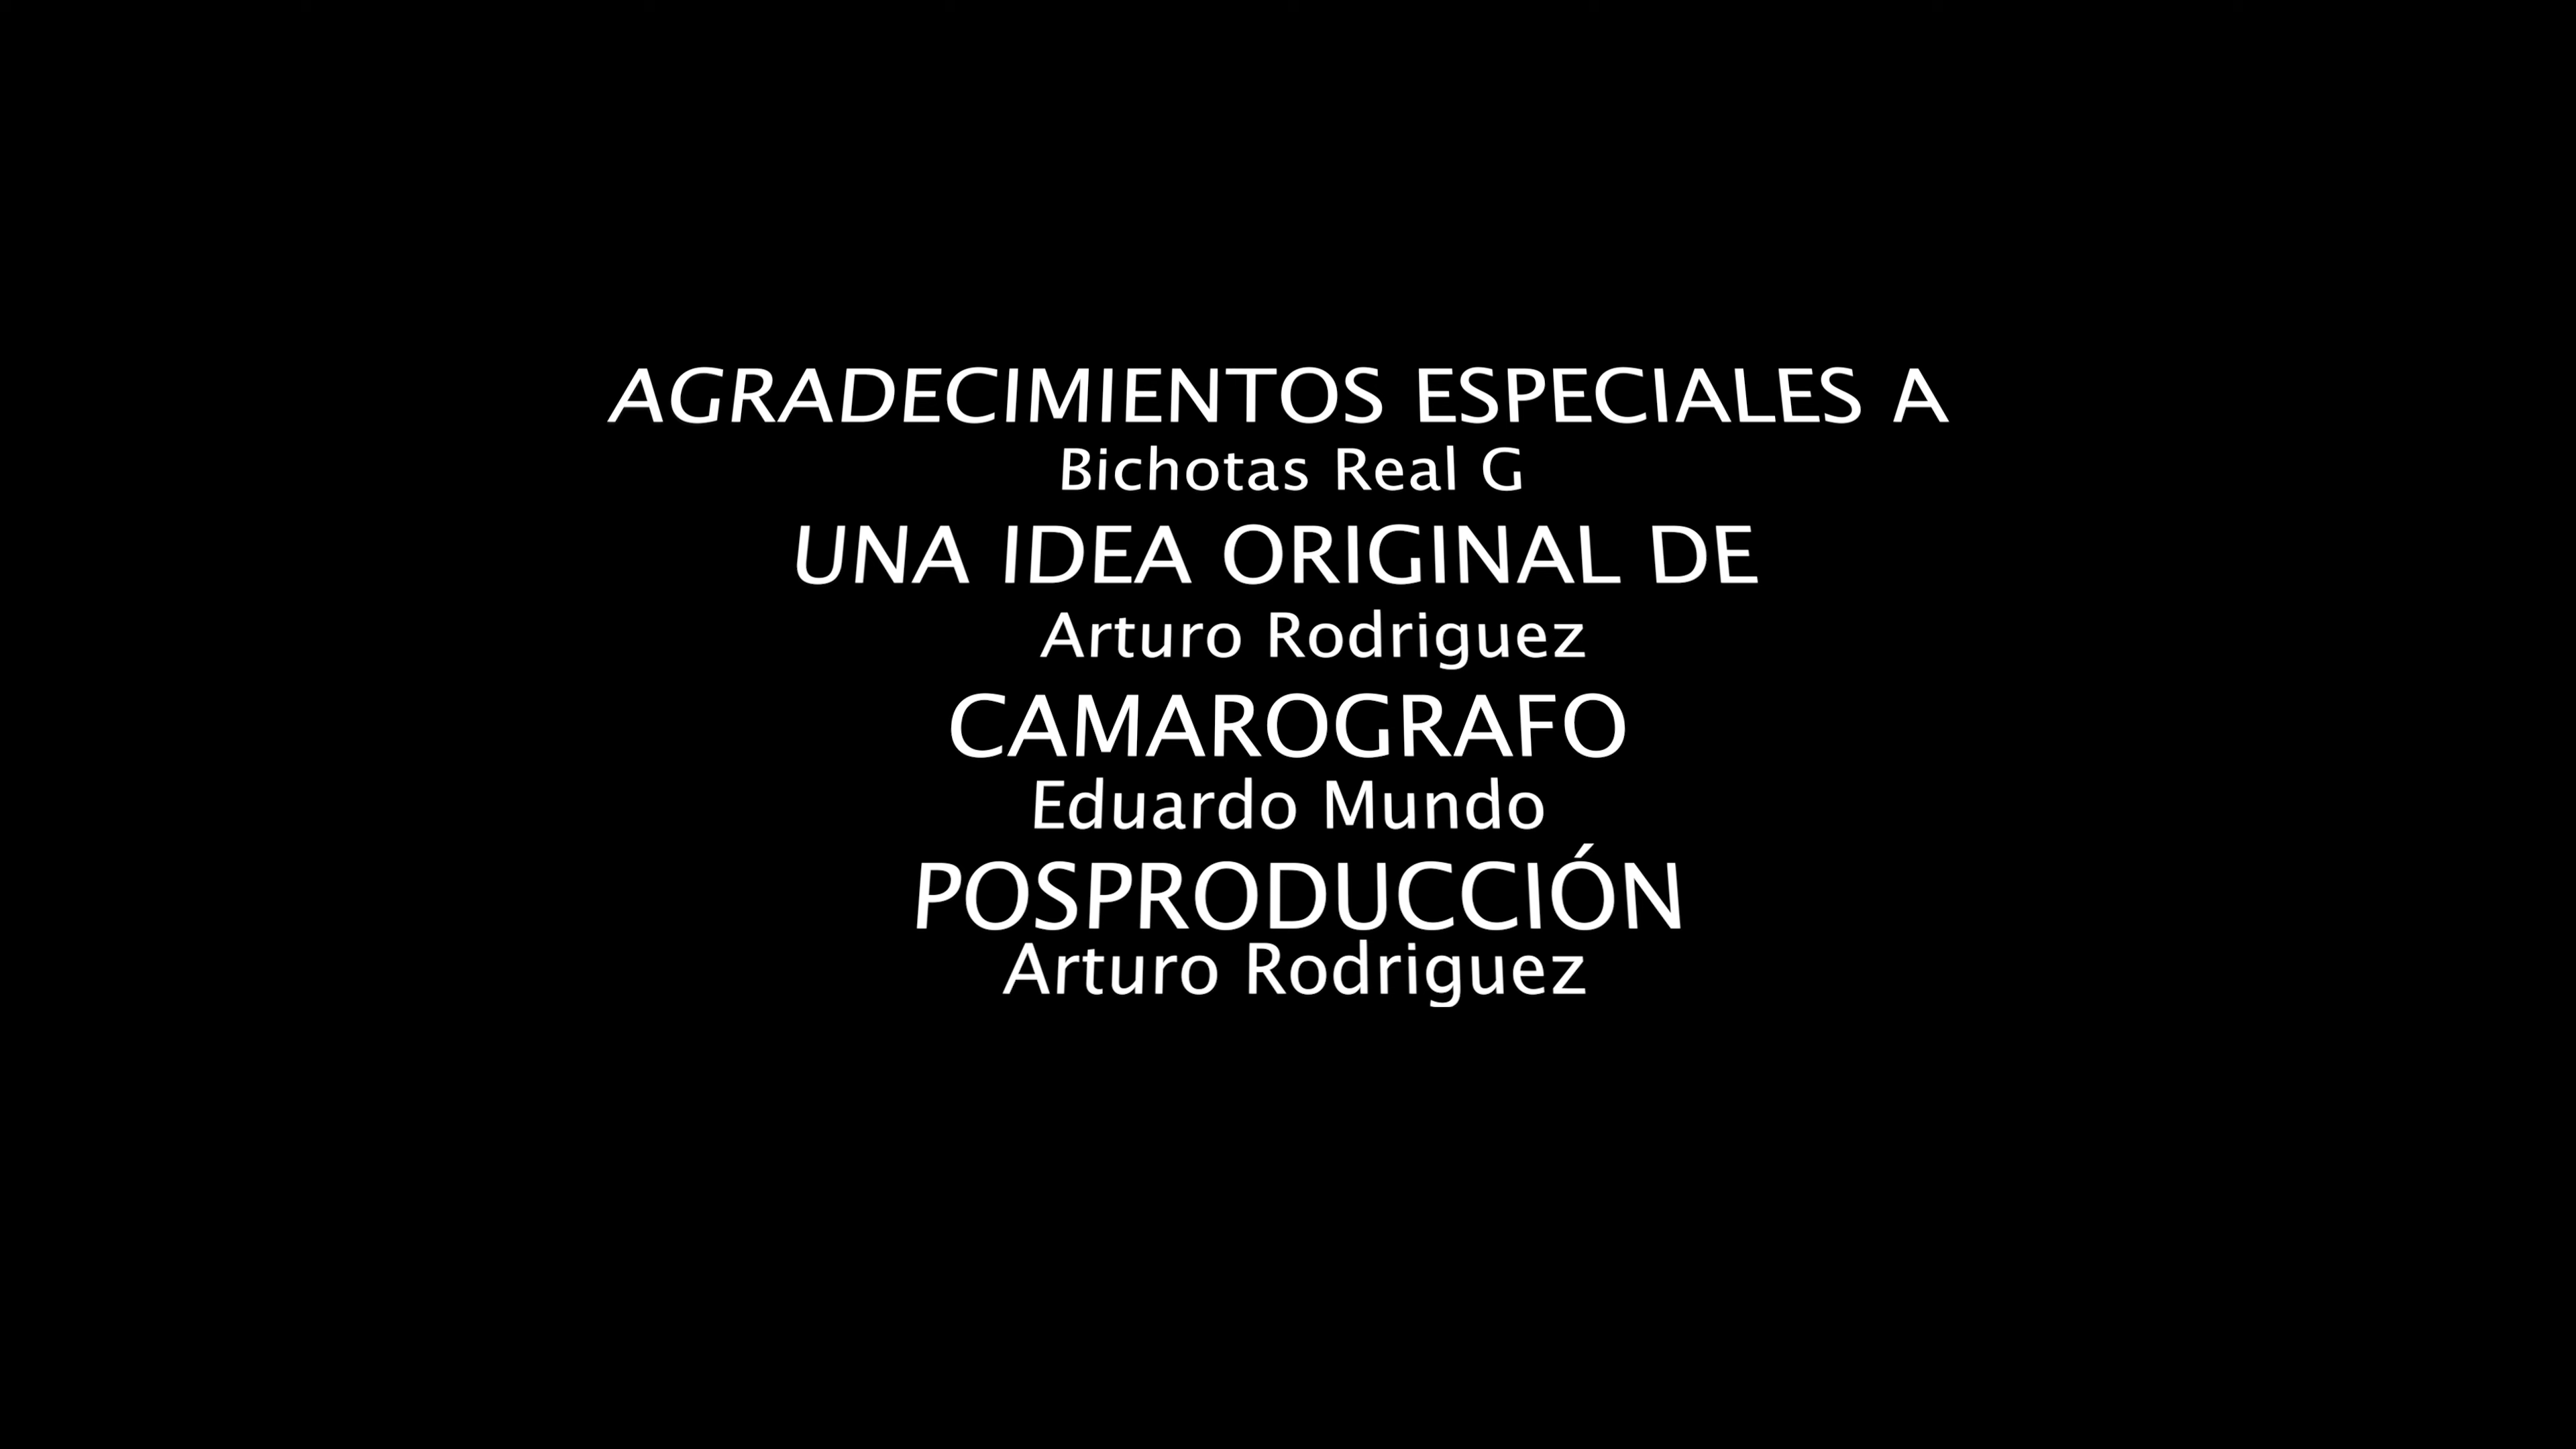 AGRADECIMIENTOS ESPECIALES A
Bichotas Real G
UNA IDEA ORIGINAL DE
Arturo Rodriguez
CAMAROGRAFO
Eduardo Mundo
POSPRODUCCIÓN
Arturo Rodriguez